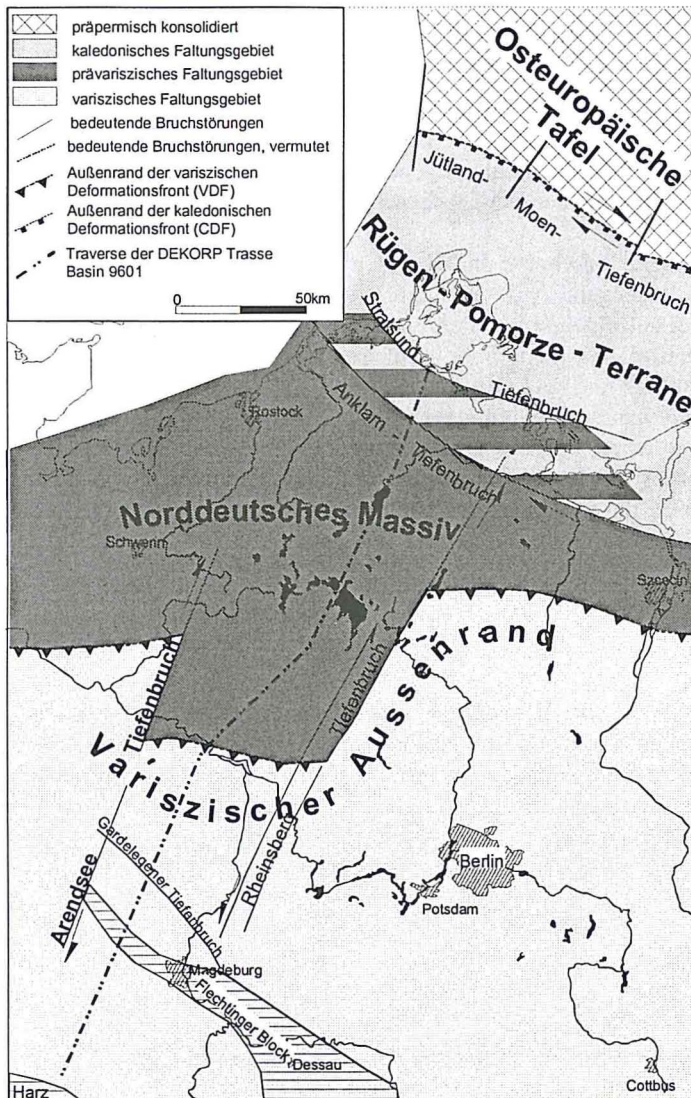 präpermisch konsolidiert
kaledonisches Faltungsgebiet
prävariszisches Faltungsgebiet
variszisches Faltungsgebiet
bedeutende Bruchstörungen
bedeutende Bruchstörungen, vermutet
Außenrand der variszischen
Deformationsfront (VDF)
Außenrand der kaledonischen
Deformationsfront (CDF)
Traverse der DEKORP Trasse
Basin 9601
0 50km
Osteuropäische
Tafel
Jütland-
Moen-
Tiefenbruch
Rügen - Pomorze - Terrane
Stralsund
Tiefenbruch
Rostock
Anklam -
Tiefenbruch
Norddeutsches Massiv
Schwerin
Szczecin
Tiefenbruch
Tiefenbruch
Variszischer Aussenrand
Gardelegener Tiefenbruch
Rheinsberg
Arendsee
Berlin
Potsdam
Magdeburg
Flechtinger Block
Dessau
Harz
Cottbus